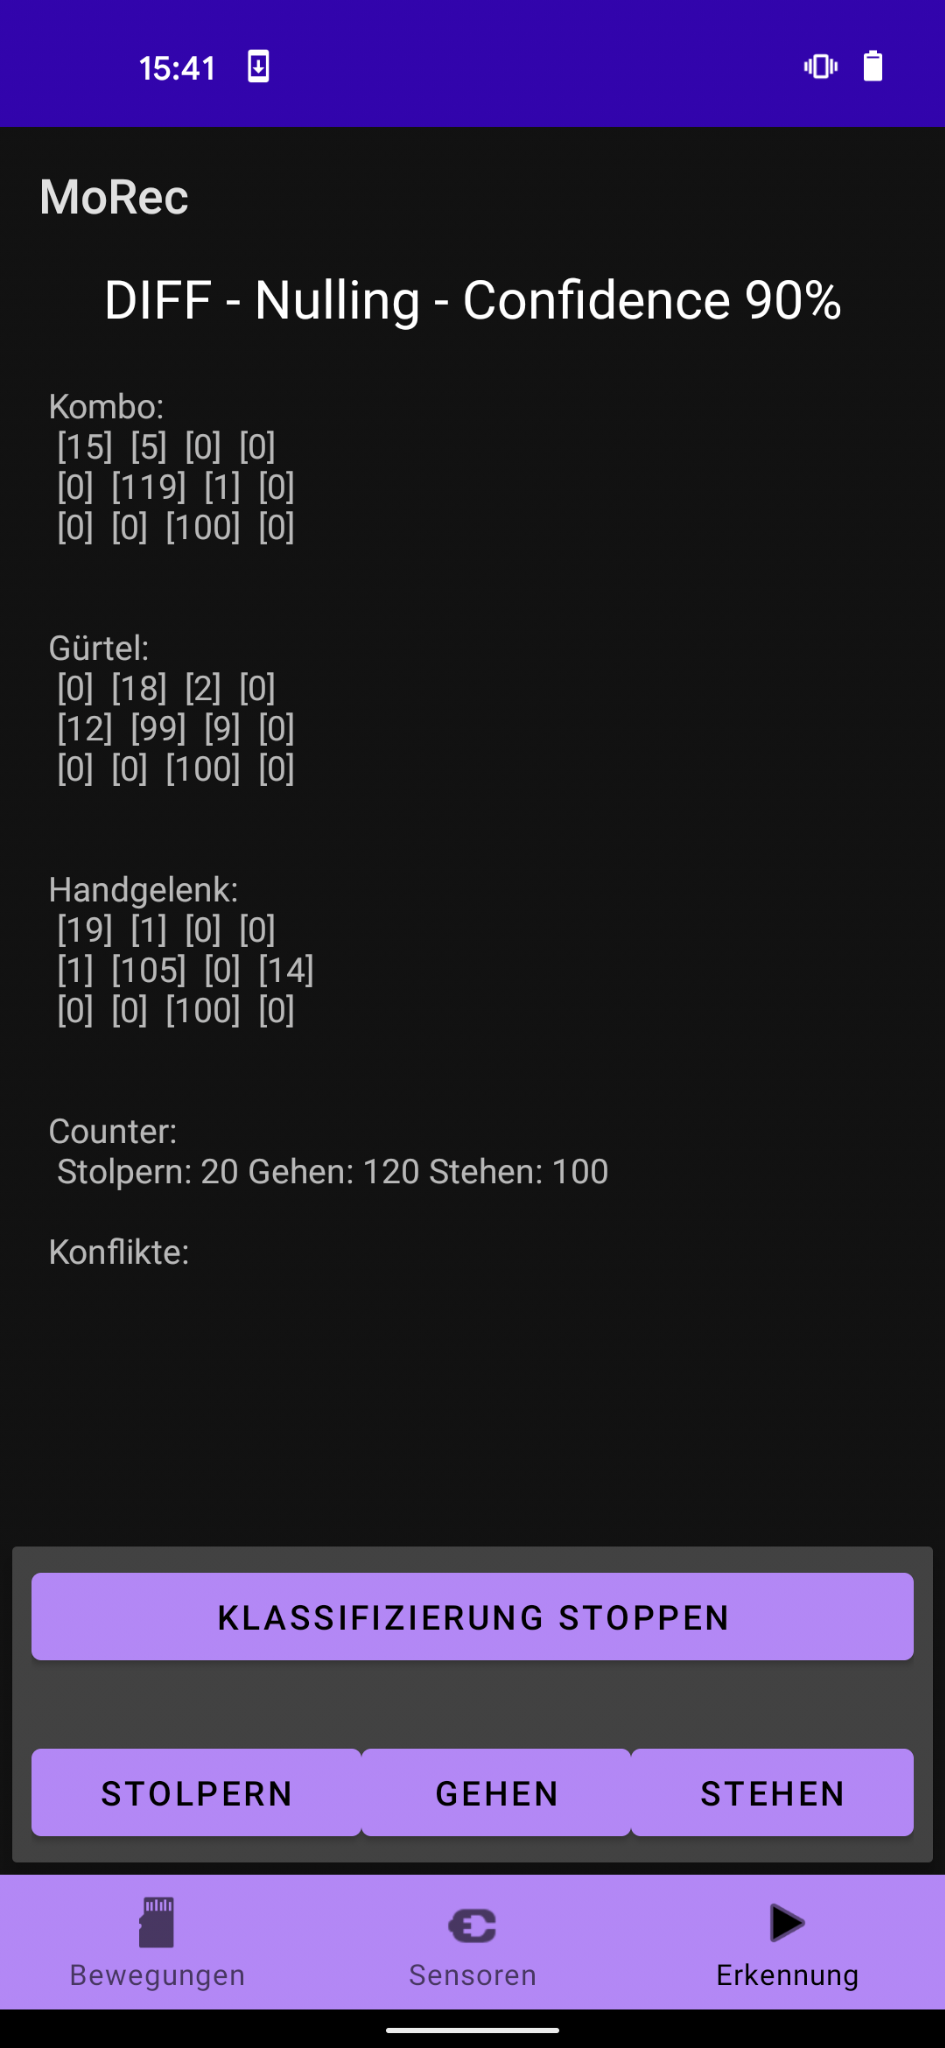 15:41
MoRec
DIFF - Nulling - Confidence 90%
Kombo:
[15] [5] [0] [0]
[0] [119] [1] [0]
[0] [0] [100] [0]
Gürtel:
[0] [18] [2] [0]
[12] [99] [9] [0]
[0] [0] [100] [0]
Handgelenk:
[19] [1] [0] [0]
[1] [105] [0] [14]
[0] [0] [100] [0]
Counter:
Stolpern: 20 Gehen: 120 Stehen: 100
Konflikte:
KLASSIFIZIERUNG STOPPEN
STOLPERN GEHEN STEHEN
Bewegungen Sensoren Erkennung